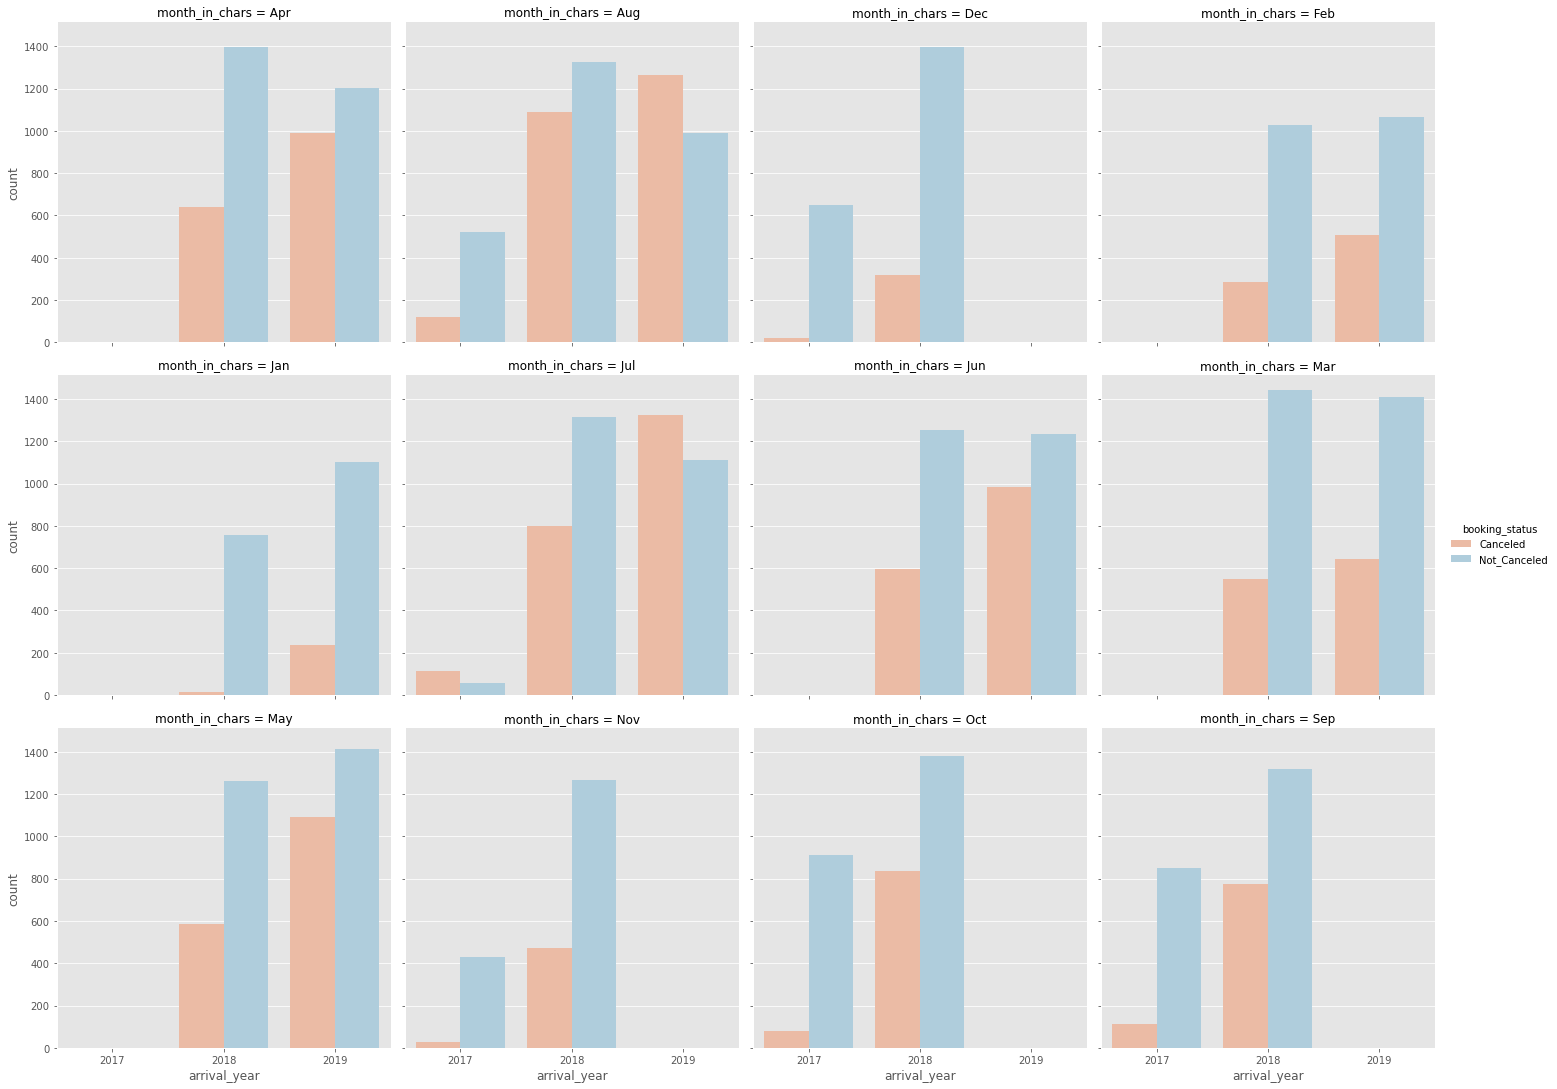 month_in_chars = Apr
month_in_chars = Aug
month_in_chars = Dec
month_in_chars = Feb
1400
1200
1000
800
600
400
200
0
count
month_in_chars = Jan
month_in_chars = Jul
month_in_chars = Jun
month_in_chars = Mar
1400
1200
1000
800
600
400
200
0
count
booking_status
Canceled
Not_Canceled
month_in_chars = May
month_in_chars = Nov
month_in_chars = Oct
month_in_chars = Sep
1400
1200
1000
800
600
400
200
0
count
2017 2018 2019
arrival_year
2017 2018 2019
arrival_year
2017 2018 2019
arrival_year
2017 2018 2019
arrival_year